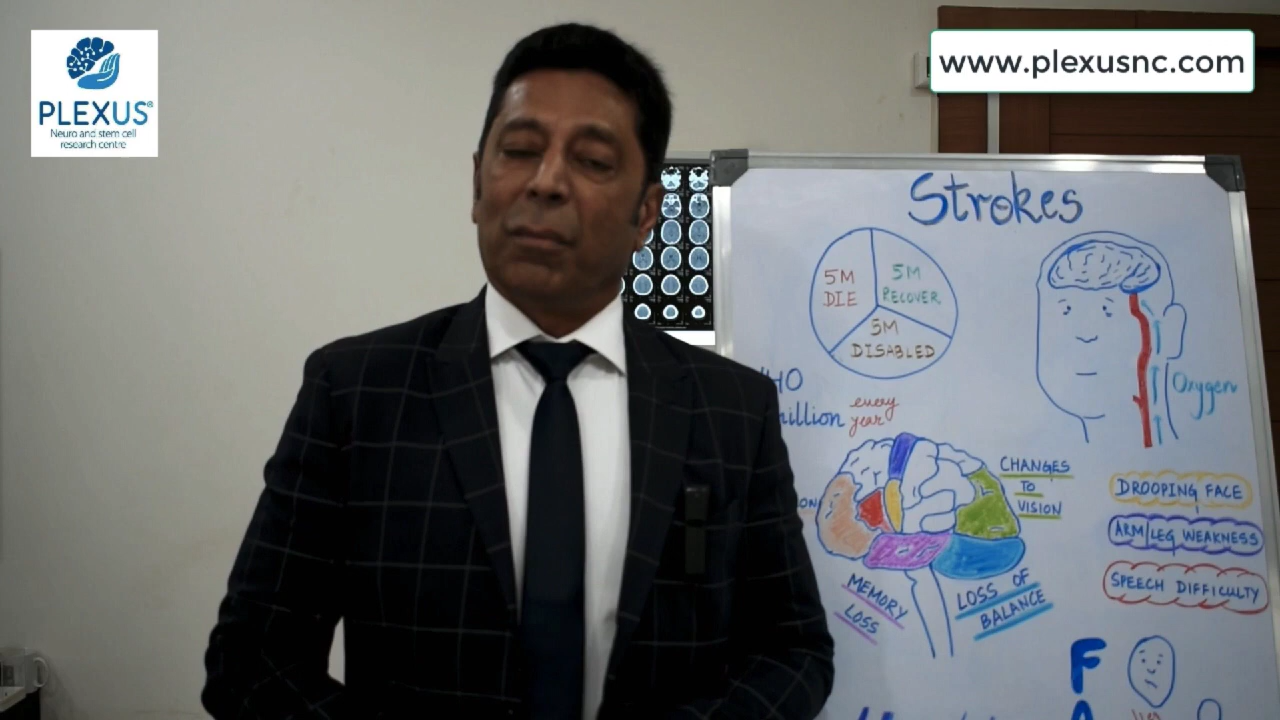 PLEXUS®
Neuro and stem cell
research centre
www.plexusnc.com
Strokes
5M
DIE
5M
RECOVER
5M
DISABLED
Oxygen
every
year
CHANGES
TO
VISION
MEMORY
LOSS
LOSS OF
BALANCE
DROOPING FACE
ARM/LEG WEAKNESS
SPEECH DIFFICULTY
F
A